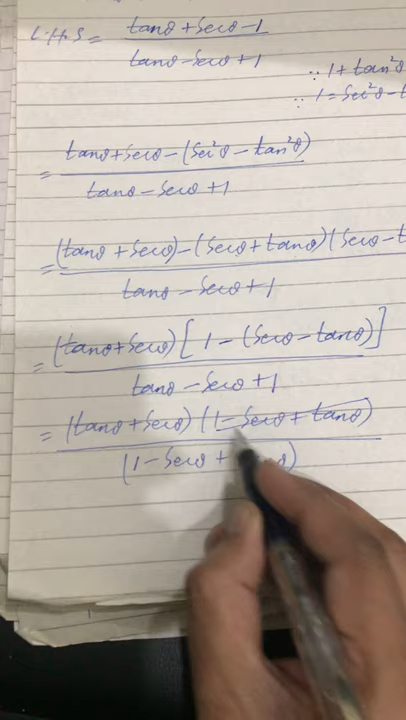 L.H.S = tanθ + secθ - 1
tanθ - secθ + 1
∵ 1 + tan²θ
∵ 1 = sec²θ - t
= tanθ + secθ - (sec²θ - tan²θ)
tanθ - secθ + 1
= (tanθ + secθ) - (secθ + tanθ)(secθ - t
tanθ - secθ + 1
= (tanθ + secθ) [1 - (secθ - tanθ)]
tanθ - secθ + 1
= (tanθ + secθ) (1 - secθ + tanθ)
(1 - secθ +